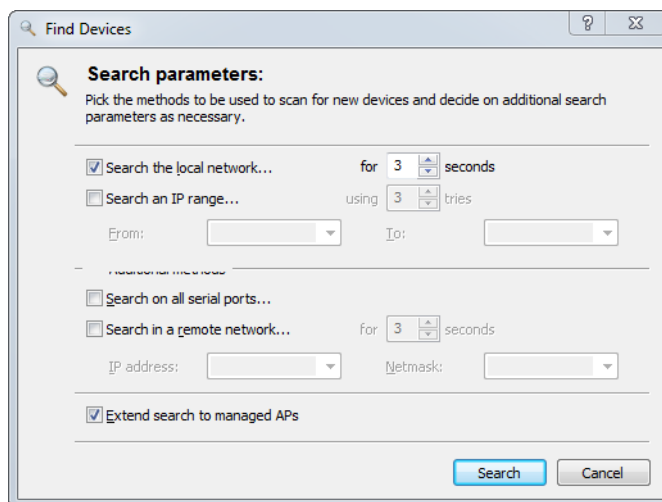 Find Devices
Search parameters:
Pick the methods to be used to scan for new devices and decide on additional search
parameters as necessary.
Search the local network... for 3 seconds
Search an IP range... using 3 tries
From: To:
Additional methods
Search on all serial ports...
Search in a remote network... for 3 seconds
IP address: Netmask:
Extend search to managed APs
Search Cancel